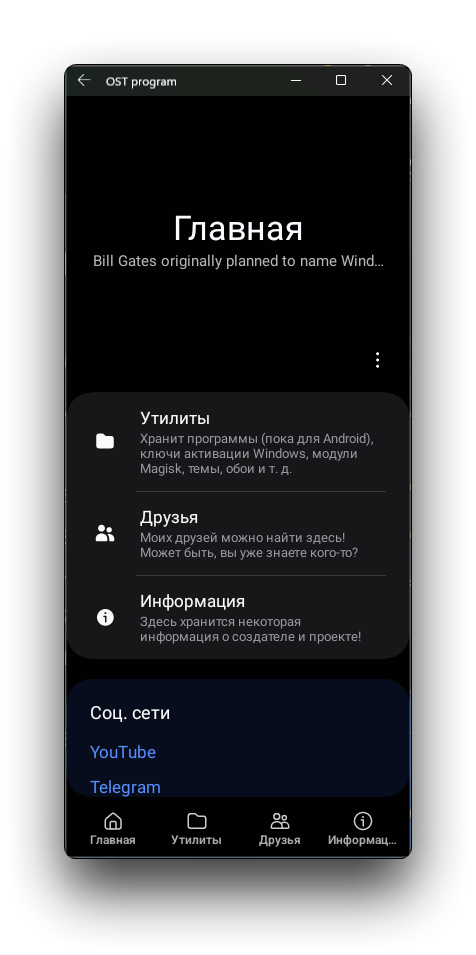 OST program
Главная
Bill Gates originally planned to name Wind...
Утилиты
Хранит программы (пока для Android),
ключи активации Windows, модули
Magisk, темы, обои и т. д.
Друзья
Моих друзей можно найти здесь!
Может быть, вы уже знаете кого-то?
Информация
Здесь хранится некоторая
информация о создателе и проекте!
Соц. сети
YouTube
Telegram
Главная Утилиты Друзья Информац...